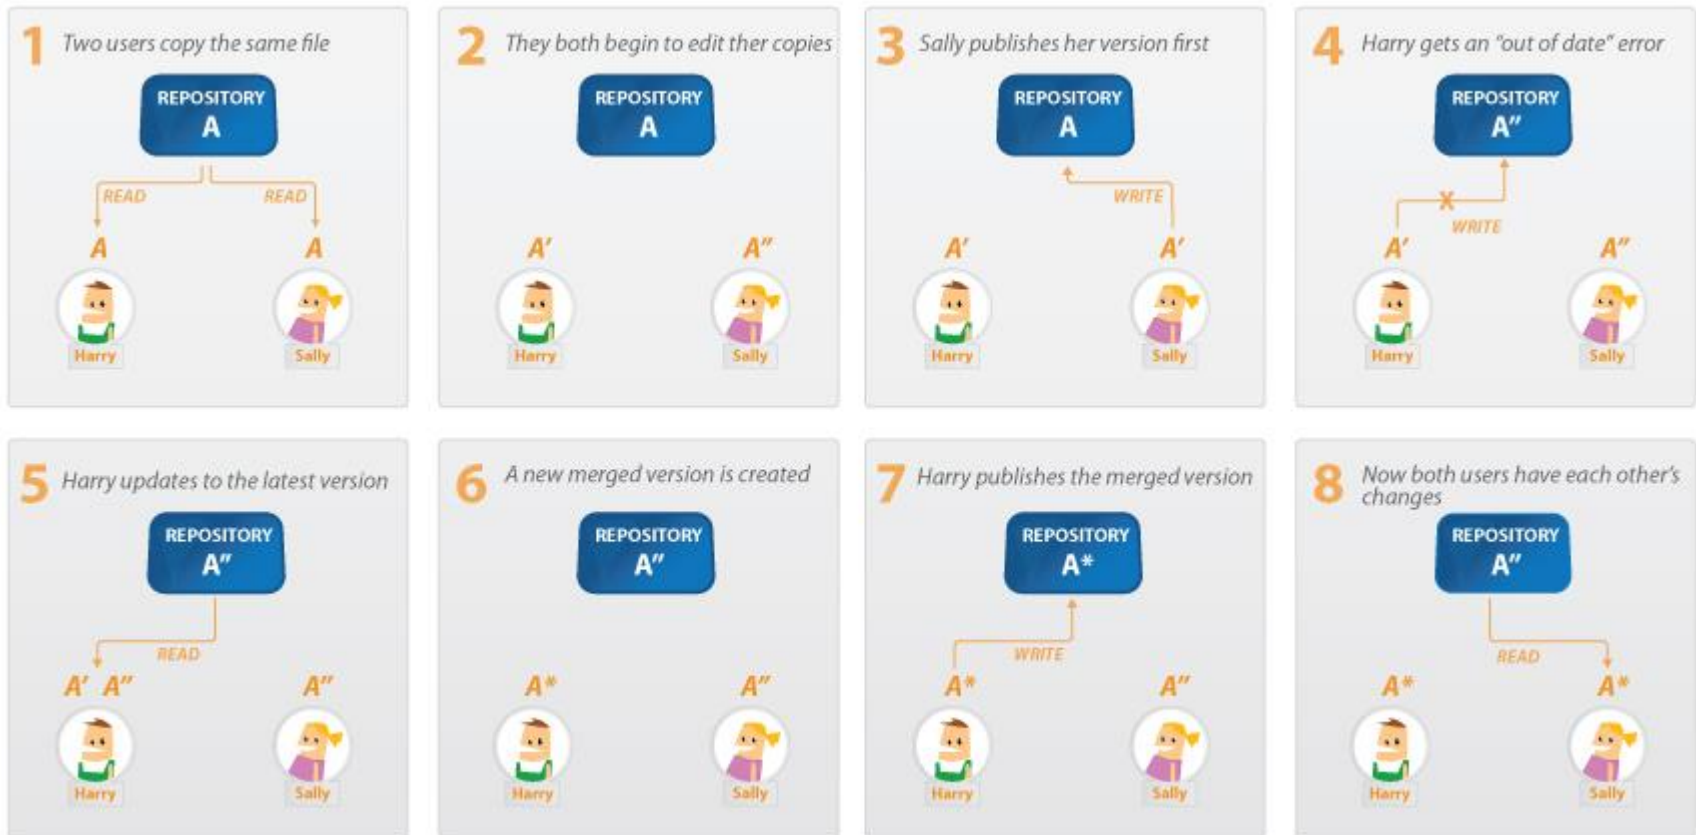 1 Two users copy the same file
REPOSITORY
A
READ READ
A A
Harry Sally
2 They both begin to edit ther copies
REPOSITORY
A
A′ A″
Harry Sally
3 Sally publishes her version first
REPOSITORY
A
WRITE
A′ A′
Harry Sally
4 Harry gets an “out of date” error
REPOSITORY
A″
X
WRITE
A′ A″
Harry Sally
5 Harry updates to the latest version
REPOSITORY
A″
READ
A′ A″ A″
Harry Sally
6 A new merged version is created
REPOSITORY
A″
A* A″
Harry Sally
7 Harry publishes the merged version
REPOSITORY
A*
WRITE
A* A″
Harry Sally
8 Now both users have each other’s
changes
REPOSITORY
A″
READ
A* A*
Harry Sally